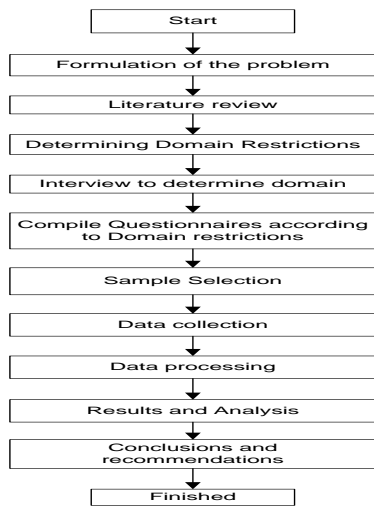 Start
Formulation of the problem
Literature review
Determining Domain Restrictions
Interview to determine domain
Compile Questionnaires according
to Domain restrictions
Sample Selection
Data collection
Data processing
Results and Analysis
Conclusions and
recommendations
Finished